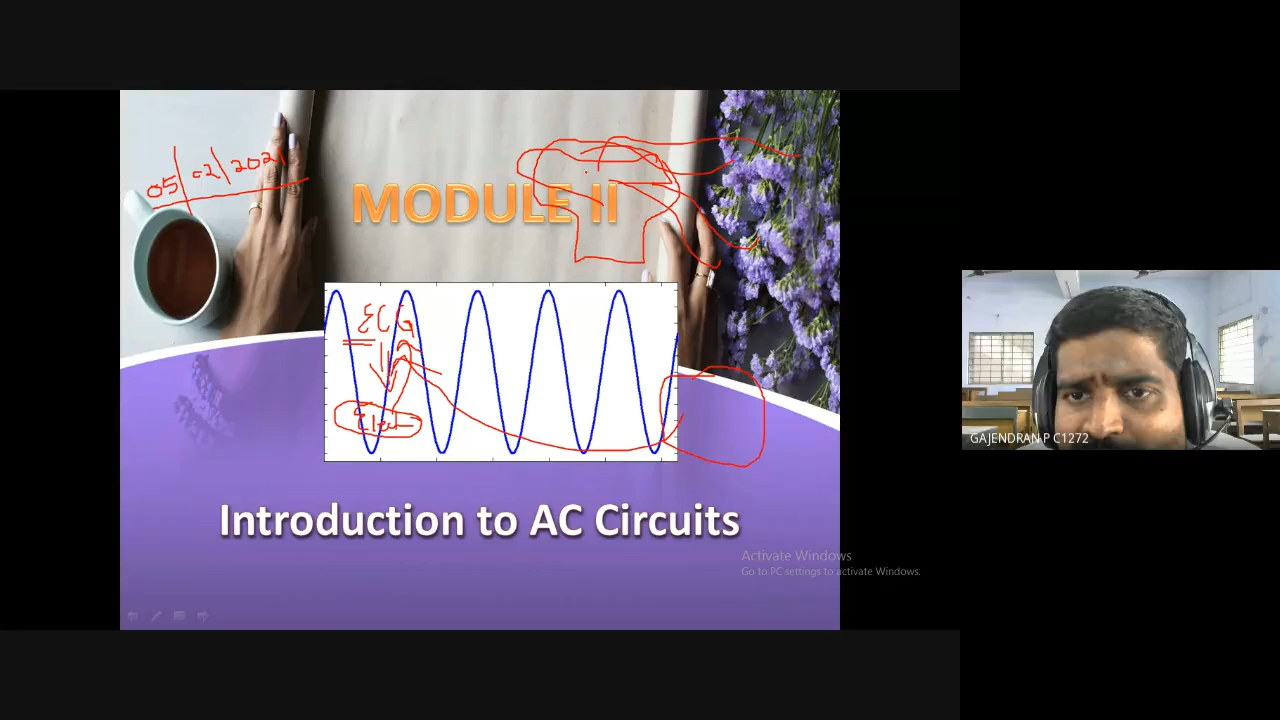 05/02/2021
MODULE II
ECG
Introduction to AC Circuits
Activate Windows
Go to PC settings to activate Windows.
GAJENDRAN P C1272